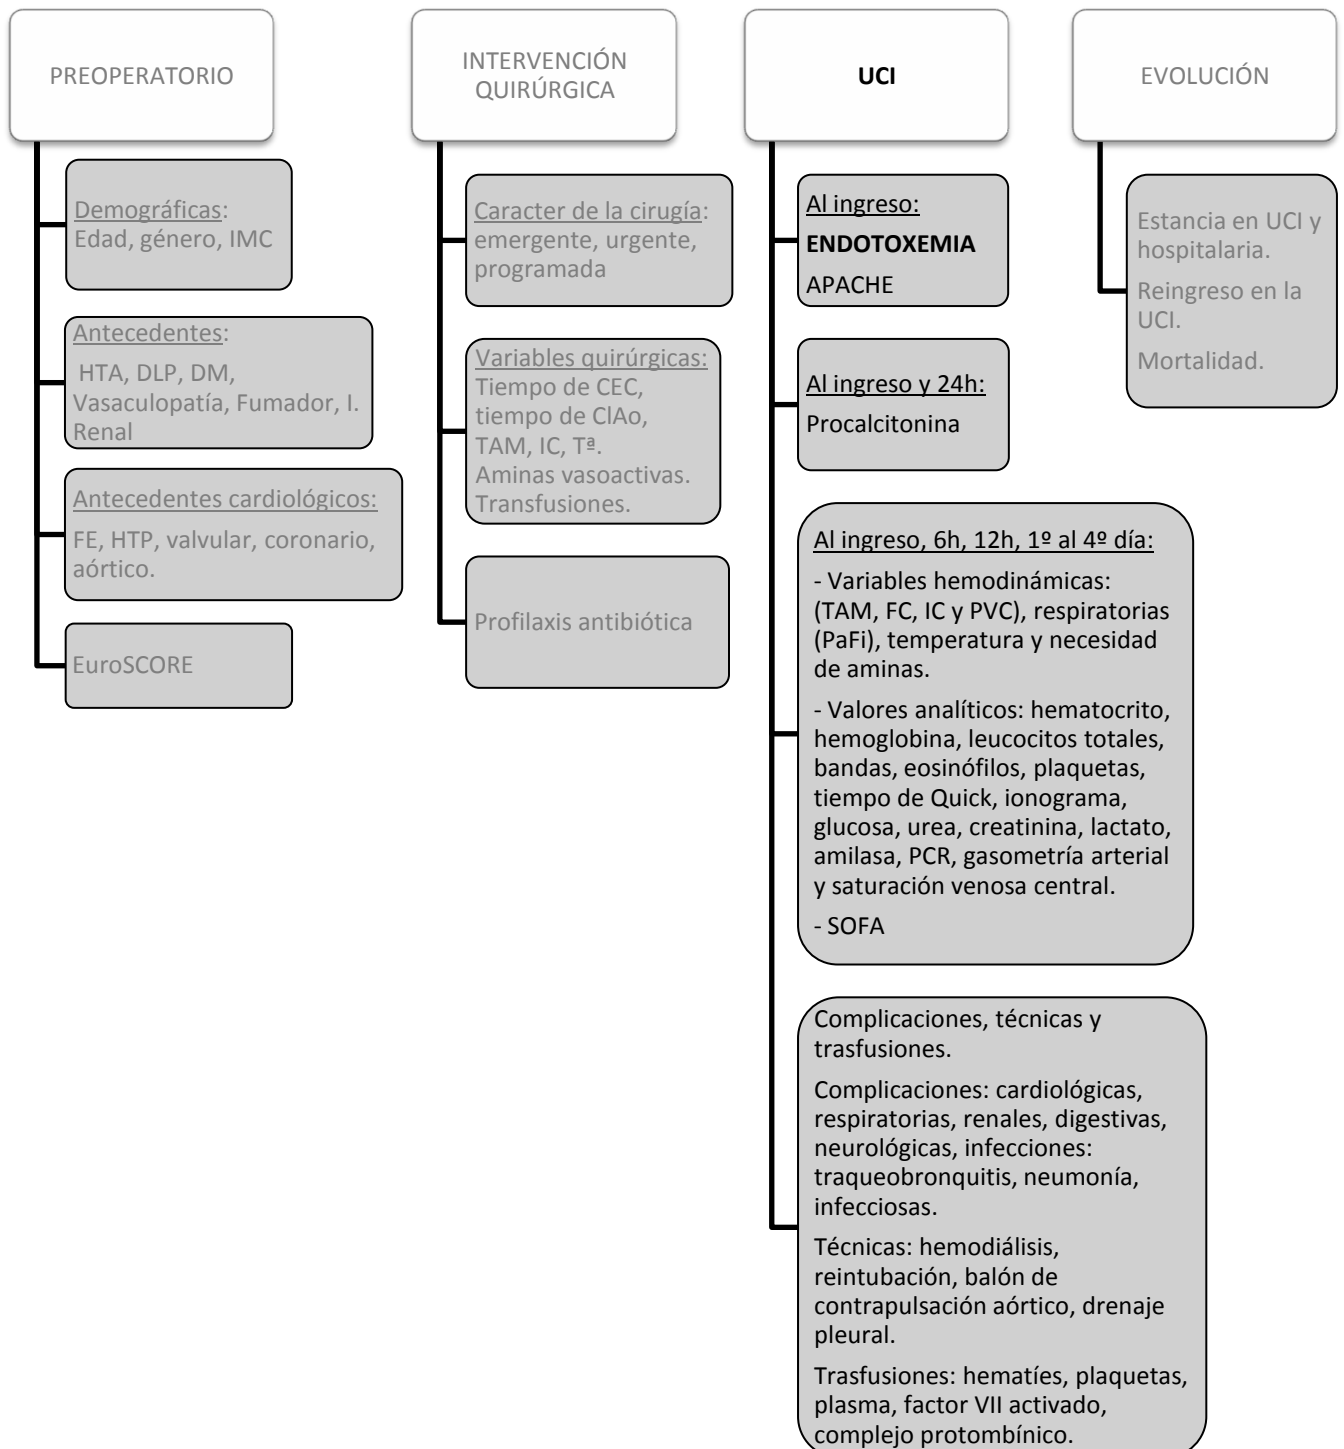 PREOPERATORIO
Demográficas:
Edad, género, IMC
Antecedentes:
HTA, DLP, DM,
Vasaculopatía, Fumador, I.
Renal
Antecedentes cardiológicos:
FE, HTP, valvular, coronario,
aórtico.
EuroSCORE
INTERVENCIÓN
QUIRÚRGICA
Caracter de la cirugía:
emergente, urgente,
programada
Variables quirúrgicas:
Tiempo de CEC,
tiempo de ClAo,
TAM, IC, Tª.
Aminas vasoactivas.
Transfusiones.
Profilaxis antibiótica
UCI
Al ingreso:
ENDOTOXEMIA
APACHE
Al ingreso y 24h:
Procalcitonina
Al ingreso, 6h, 12h, 1º al 4º día:
- Variables hemodinámicas:
(TAM, FC, IC y PVC), respiratorias
(PaFi), temperatura y necesidad
de aminas.
- Valores analíticos: hematocrito,
hemoglobina, leucocitos totales,
bandas, eosinófilos, plaquetas,
tiempo de Quick, ionograma,
glucosa, urea, creatinina, lactato,
amilasa, PCR, gasometría arterial
y saturación venosa central.
- SOFA
Complicaciones, técnicas y
trasfusiones.
Complicaciones: cardiológicas,
respiratorias, renales, digestivas,
neurológicas, infecciones:
traqueobronquitis, neumonía,
infecciosas.
Técnicas: hemodiálisis,
reintubación, balón de
contrapulsación aórtico, drenaje
pleural.
Trasfusiones: hematíes, plaquetas,
plasma, factor VII activado,
complejo protombínico.
EVOLUCIÓN
Estancia en UCI y
hospitalaria.
Reingreso en la
UCI.
Mortalidad.